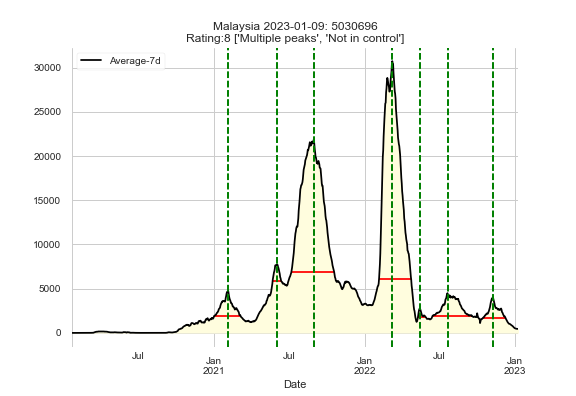 Malaysia 2023-01-09: 5030696
Rating:8 ['Multiple peaks', 'Not in control']
Average-7d
30000
25000
20000
15000
10000
5000
0
Jul
Jan
2021
Jul
Jan
2022
Jul
Jan
2023
Date